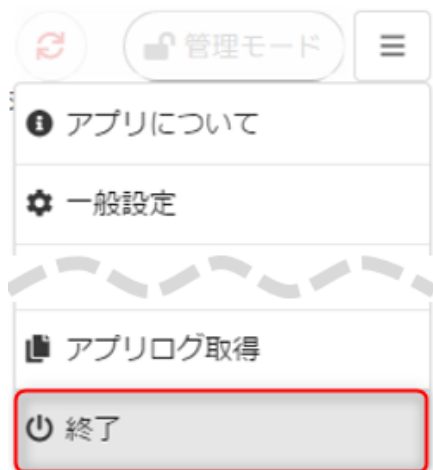 管理モード
アプリについて
一般設定
アプリログ取得
終了